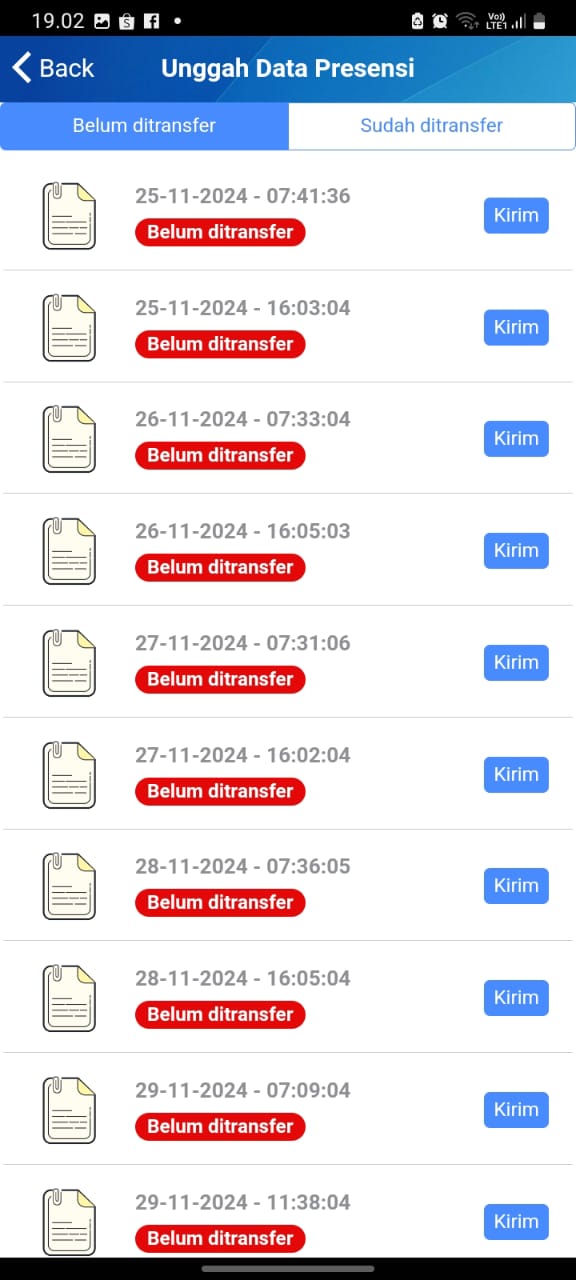 19.02
Vo))
LTE1
Back
Unggah Data Presensi
Belum ditransfer
Sudah ditransfer
25-11-2024 - 07:41:36
Belum ditransfer
Kirim
25-11-2024 - 16:03:04
Belum ditransfer
Kirim
26-11-2024 - 07:33:04
Belum ditransfer
Kirim
26-11-2024 - 16:05:03
Belum ditransfer
Kirim
27-11-2024 - 07:31:06
Belum ditransfer
Kirim
27-11-2024 - 16:02:04
Belum ditransfer
Kirim
28-11-2024 - 07:36:05
Belum ditransfer
Kirim
28-11-2024 - 16:05:04
Belum ditransfer
Kirim
29-11-2024 - 07:09:04
Belum ditransfer
Kirim
29-11-2024 - 11:38:04
Belum ditransfer
Kirim